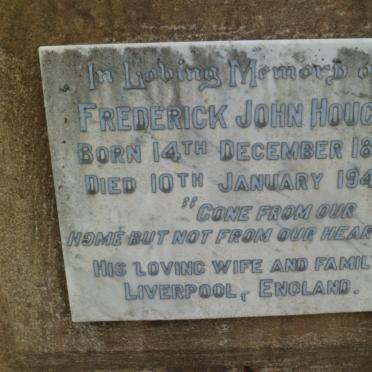 In Loving Memory o
FREDERICK JOHN HOUG
BORN 14TH DECEMBER 18
DIED 10TH JANUARY 194
"GONE FROM OUR
HOME BUT NOT FROM OUR HEAR
HIS LOVING WIFE AND FAMILY
LIVERPOOL, ENGLAND.